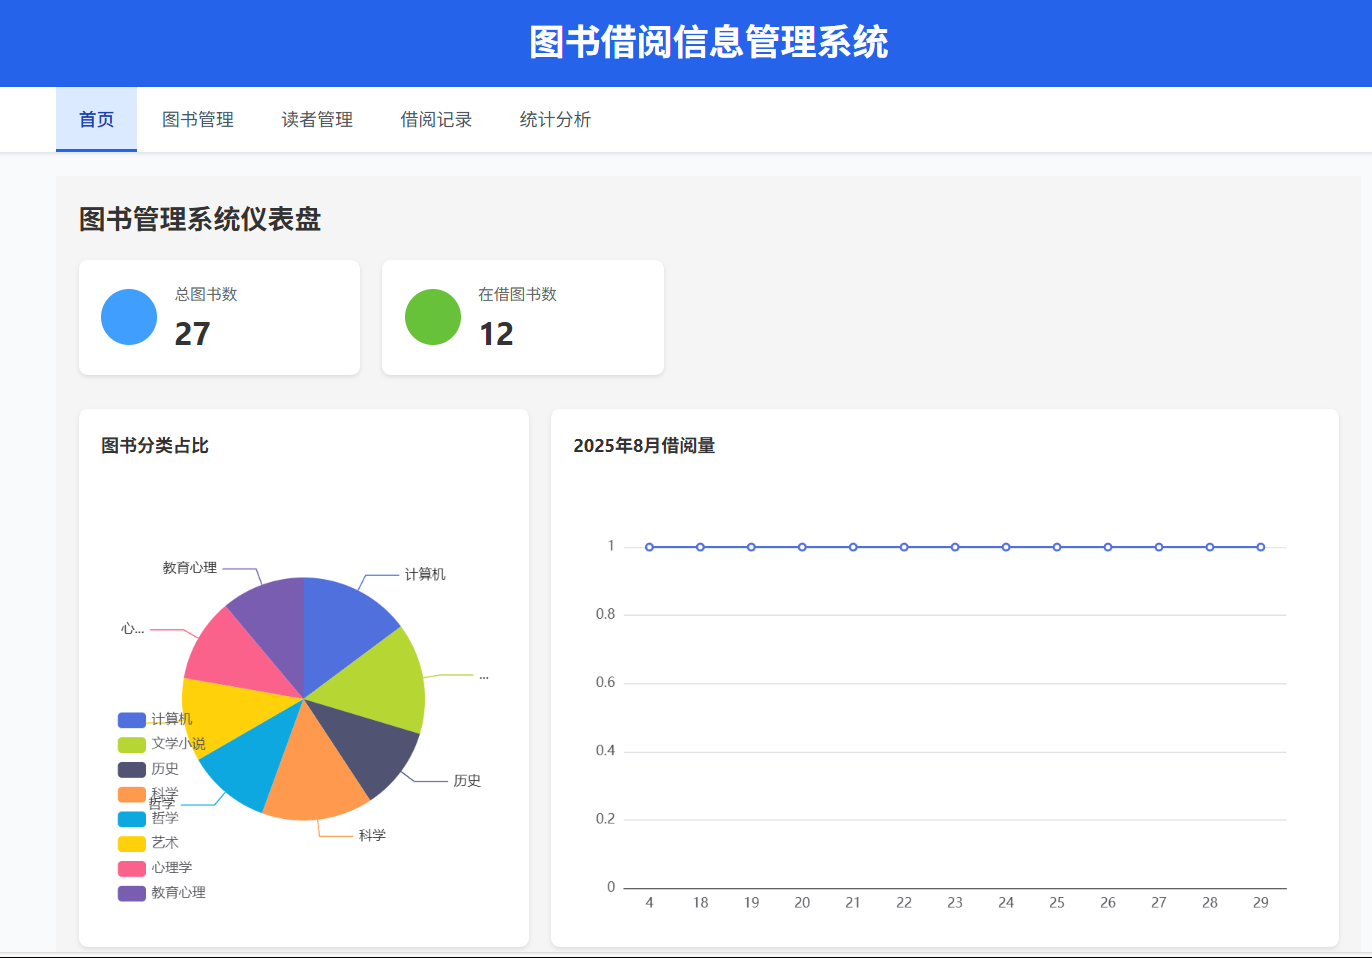 图书借阅信息管理系统
首页 图书管理 读者管理 借阅记录 统计分析
图书管理系统仪表盘
总图书数
27
在借图书数
12
图书分类占比
教育心理
计算机
心...
...
历史
科学
哲学
计算机
文学小说
历史
科学
哲学
艺术
心理学
教育心理
2025年8月借阅量
1
0.8
0.6
0.4
0.2
0
4 18 19 20 21 22 23 24 25 26 27 28 29